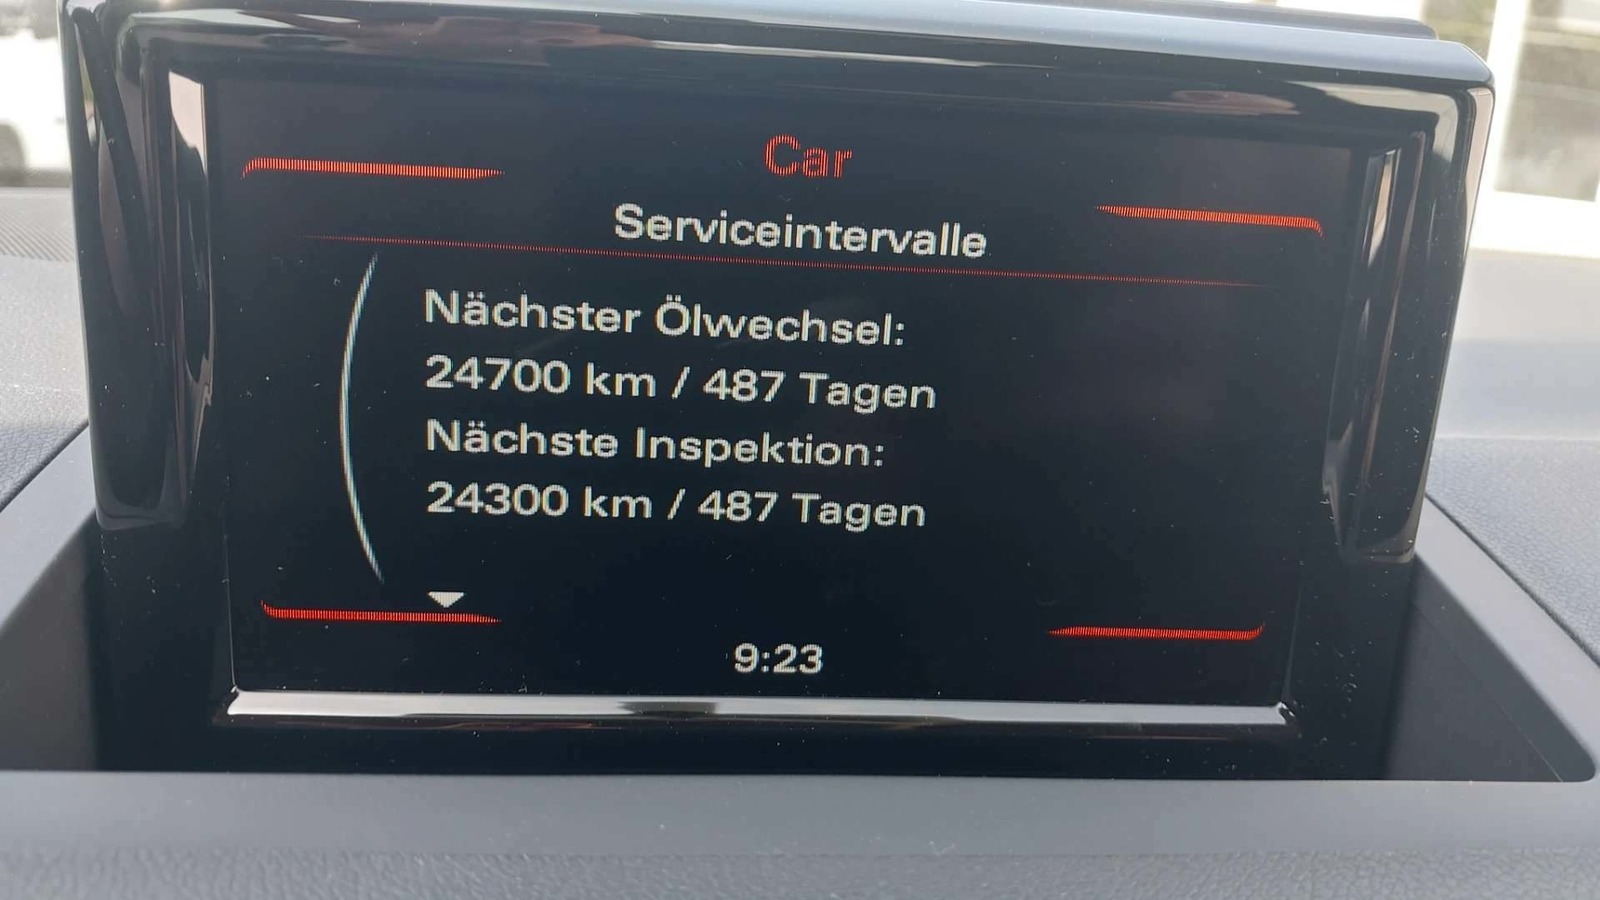 Car
Serviceintervalle
Nächster Ölwechsel:
24700 km / 487 Tagen
Nächste Inspektion:
24300 km / 487 Tagen
9:23